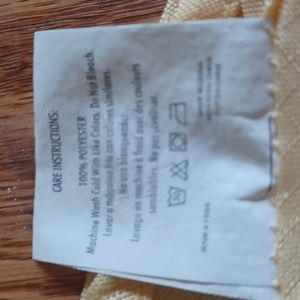 CARE INSTRUCTIONS:
100% POLYESTER
Machine Wash Cold With Like Colors. Do Not Bleach.
Lavar a máquina fría con colores similares.
No use blanqueador.
Lavage en machine à froid avec des couleurs
semblables. Ne pas javelliser.